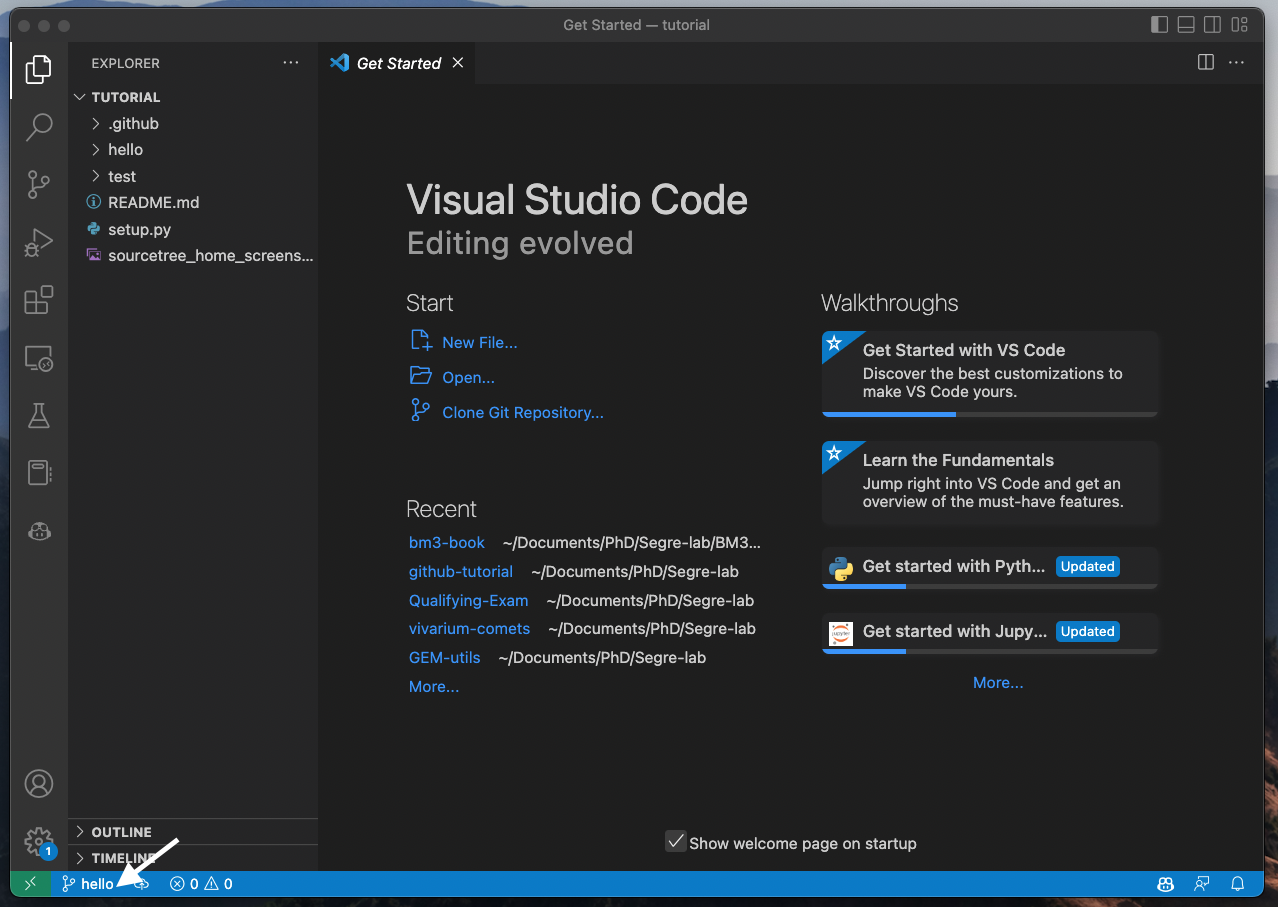 Get Started — tutorial
EXPLORER
Get Started
TUTORIAL
.github
hello
test
README.md
setup.py
sourcetree_home_screens...
Visual Studio Code
Editing evolved
Start
New File...
Open...
Clone Git Repository...
Recent
bm3-book ~/Documents/PhD/Segre-lab/BM3...
github-tutorial ~/Documents/PhD/Segre-lab
Qualifying-Exam ~/Documents/PhD/Segre-lab
vivarium-comets ~/Documents/PhD/Segre-lab
GEM-utils ~/Documents/PhD/Segre-lab
More...
Walkthroughs
Get Started with VS Code
Discover the best customizations to
make VS Code yours.
Learn the Fundamentals
Jump right into VS Code and get an
overview of the must-have features.
Get started with Pyth... Updated
jupyter
Get started with Jupy... Updated
More...
Show welcome page on startup
OUTLINE
TIMELINE
1
hello 0 0